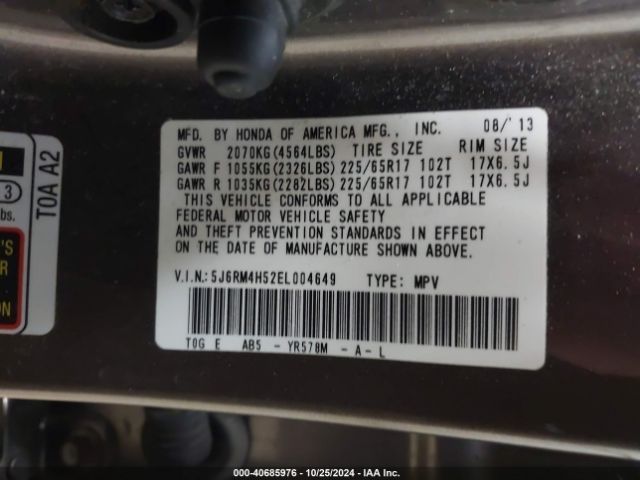 MFD. BY HONDA OF AMERICA MFG., INC. 08/'13
GVWR 2070KG(4564LBS) TIRE SIZE RIM SIZE
GAWR F 1055KG(2326LBS) 225/65R17 102T 17X6.5J
GAWR R 1035KG(2282LBS) 225/65R17 102T 17X6.5J
THIS VEHICLE CONFORMS TO ALL APPLICABLE
FEDERAL MOTOR VEHICLE SAFETY
AND THEFT PREVENTION STANDARDS IN EFFECT
ON THE DATE OF MANUFACTURE SHOWN ABOVE.
V.I.N.:5J6RM4H52EL004649 TYPE: MPV
T0G E AB5 - YR578M - A - L
T0A A2
3
lbs.
'S
R
ON
000-40685976 - 10/25/2024 - IAA Inc.